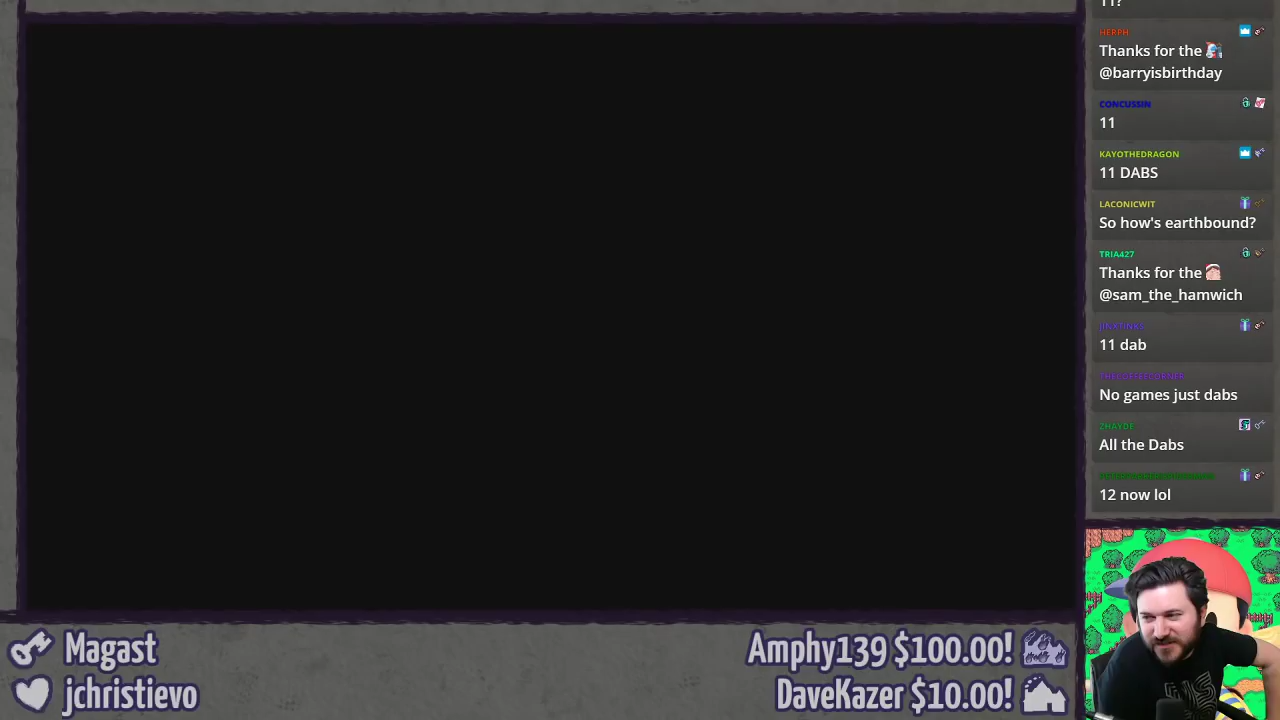 11?
HERPH
Thanks for the
@barryisbirthday
CONCUSSIN
11
KAYOTHEDRAGON
11 DABS
LACONICWIT
So how's earthbound?
TRIA427
Thanks for the
@sam_the_hamwich
11 dab
THECOFFEECORNER
No games just dabs
ZHAYDE
All the Dabs
12 now lol
Magast
jchristievo
Amphy139 $100.00!
DaveKazer $10.00!